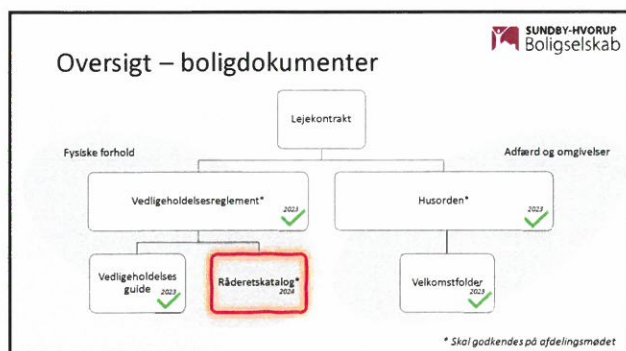 SUNDBY-HVORUP
Boligselskab
Oversigt – boligdokumenter
Lejekontrakt
Fysiske forhold
Adfærd og omgivelser
Vedligeholdelsesreglement*
2023
Husorden*
2023
Vedligeholdelses
guide
2023
Råderetskatalog*
2024
Velkomstfolder
2023
* Skal godkendes på afdelingsmødet